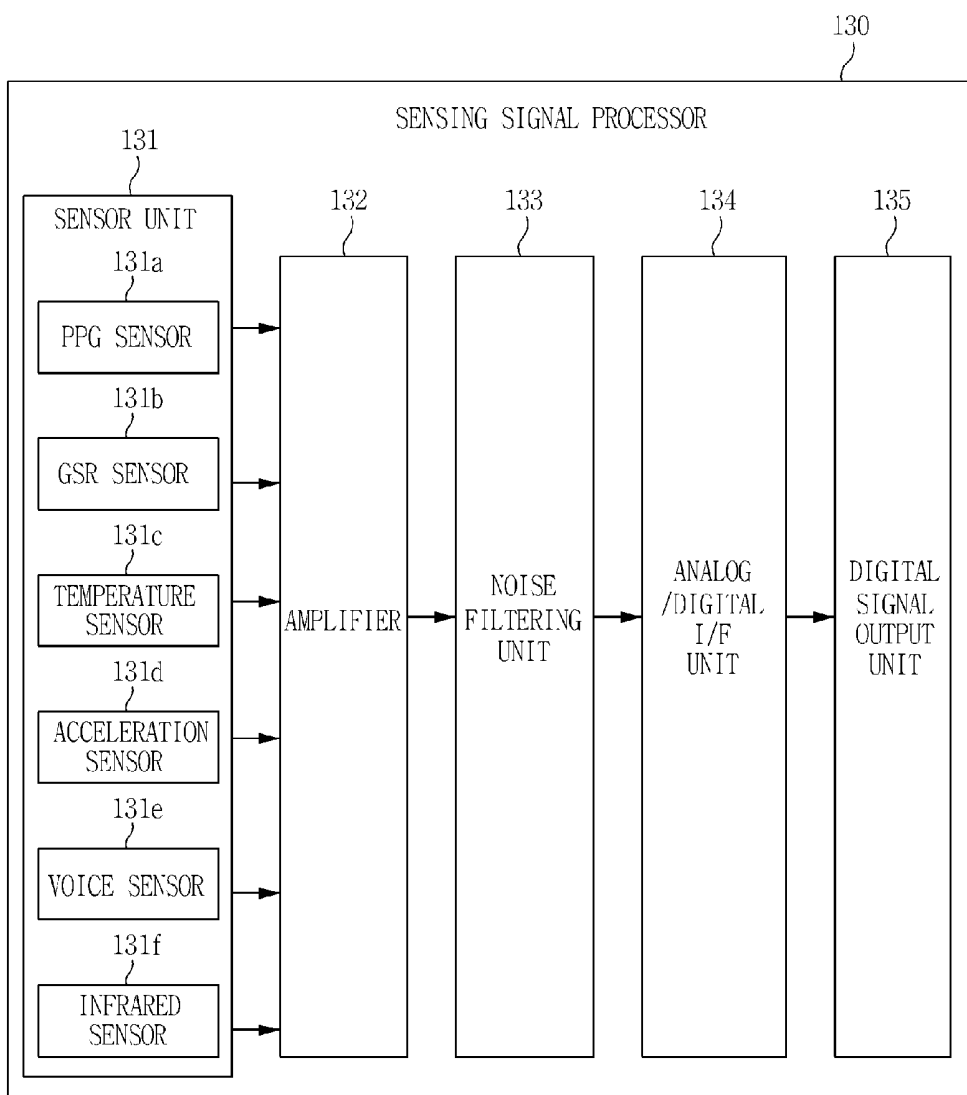 130
SENSING SIGNAL PROCESSOR
131
SENSOR UNIT
131a
PPG SENSOR
131b
GSR SENSOR
131c
TEMPERATURE
SENSOR
131d
ACCELERATION
SENSOR
131e
VOICE SENSOR
131f
INFRARED
SENSOR
132
AMPLIFIER
133
NOISE
FILTERING
UNIT
134
ANALOG
/DIGITAL
I/F
UNIT
135
DIGITAL
SIGNAL
OUTPUT
UNIT